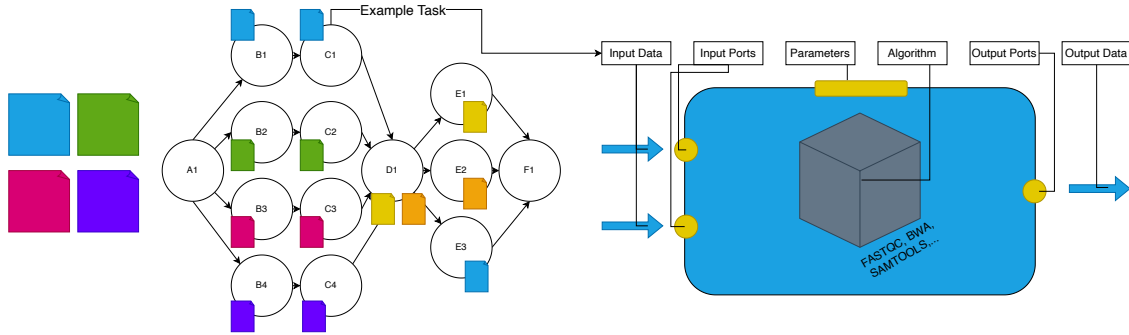 Example Task
B1
C1
B2
C2
A1
B3
C3
B4
C4
D1
E1
E2
E3
F1
Input Data
Input Ports
Parameters
Algorithm
Output Ports
Output Data
FASTQC, BWA,
SAMTOOLS,...